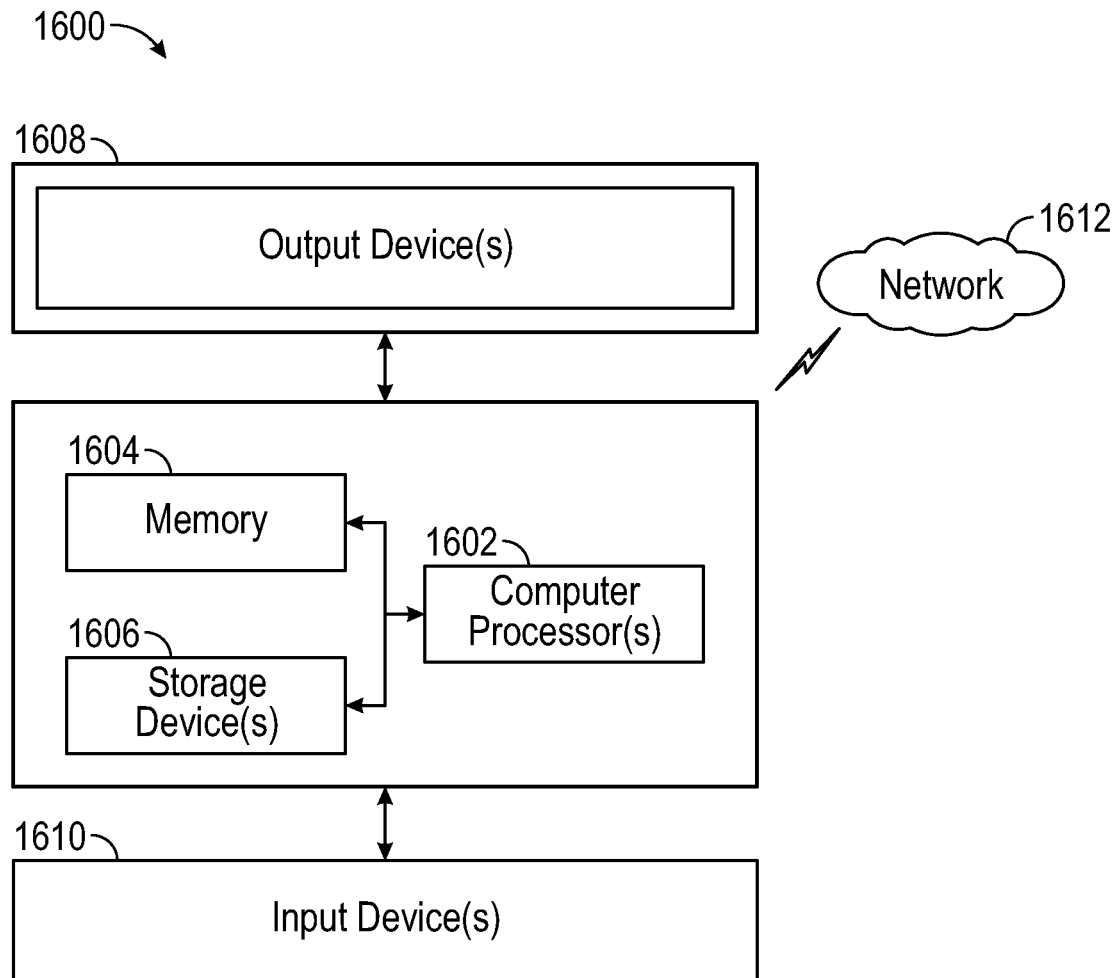 1600
1608
Output Device(s)
1612
Network
1604
Memory
1602
Computer
Processor(s)
1606
Storage
Device(s)
1610
Input Device(s)